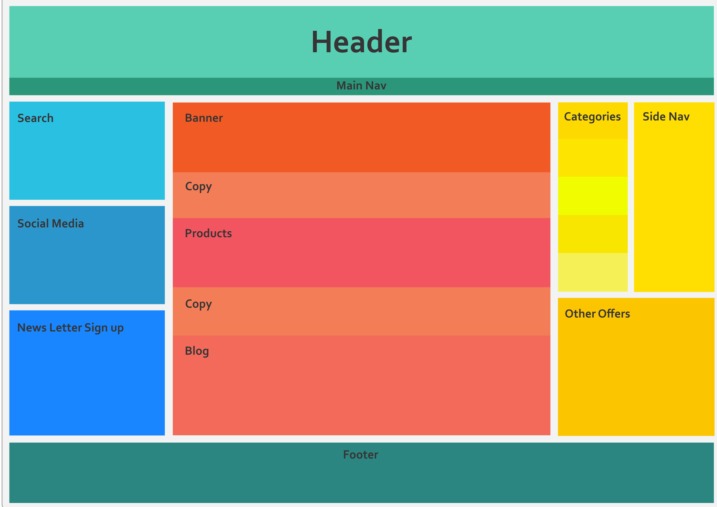 Header
Main Nav
Search
Social Media
News Letter Sign up
Banner
Copy
Products
Copy
Blog
Categories
Side Nav
Other Offers
Footer